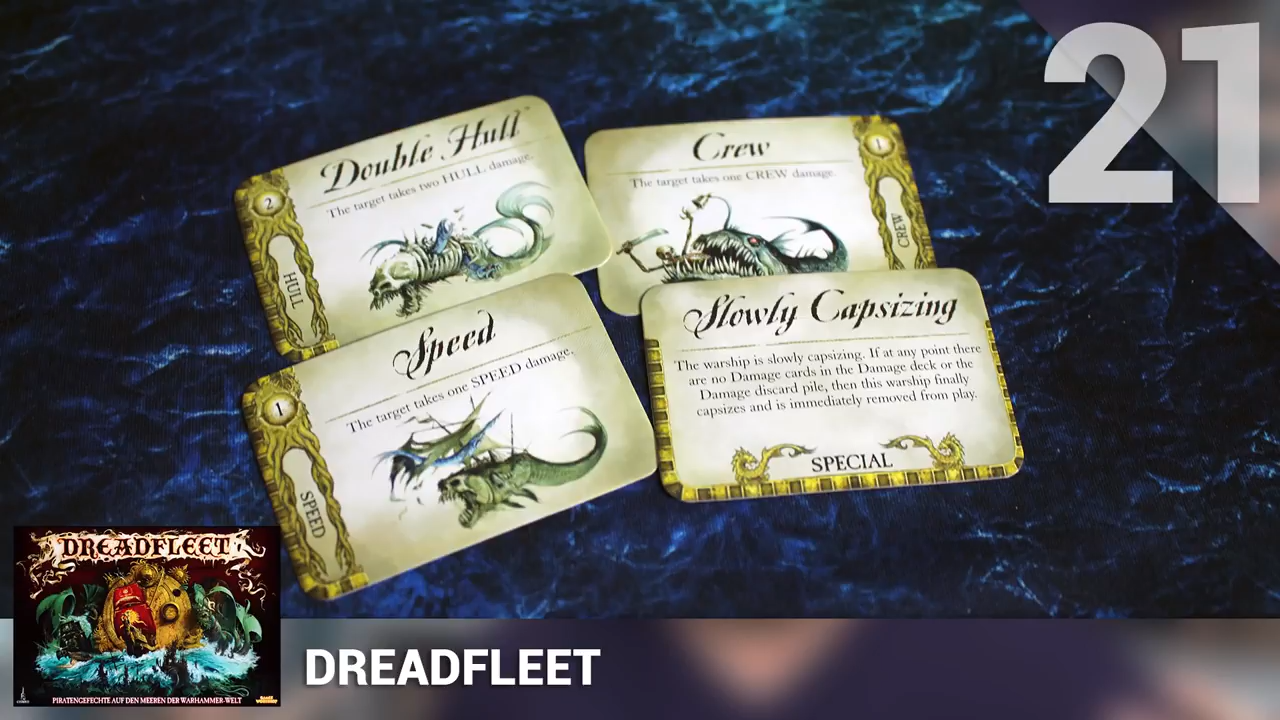 21
Double Hull
The target takes two HULL damage.
2
HULL
Crew
The target takes one CREW damage.
1
CREW
Speed
The target takes one SPEED damage.
1
SPEED
Slowly Capsizing
The warship is slowly capsizing. If at any point there
are no Damage cards in the Damage deck or the
Damage discard pile, then this warship finally
capsizes and is immediately removed from play.
SPECIAL
DREADFLEET
PIRATENGEFECHTE AUF DEN MEEREN DER WARHAMMER-WELT
DREADFLEET